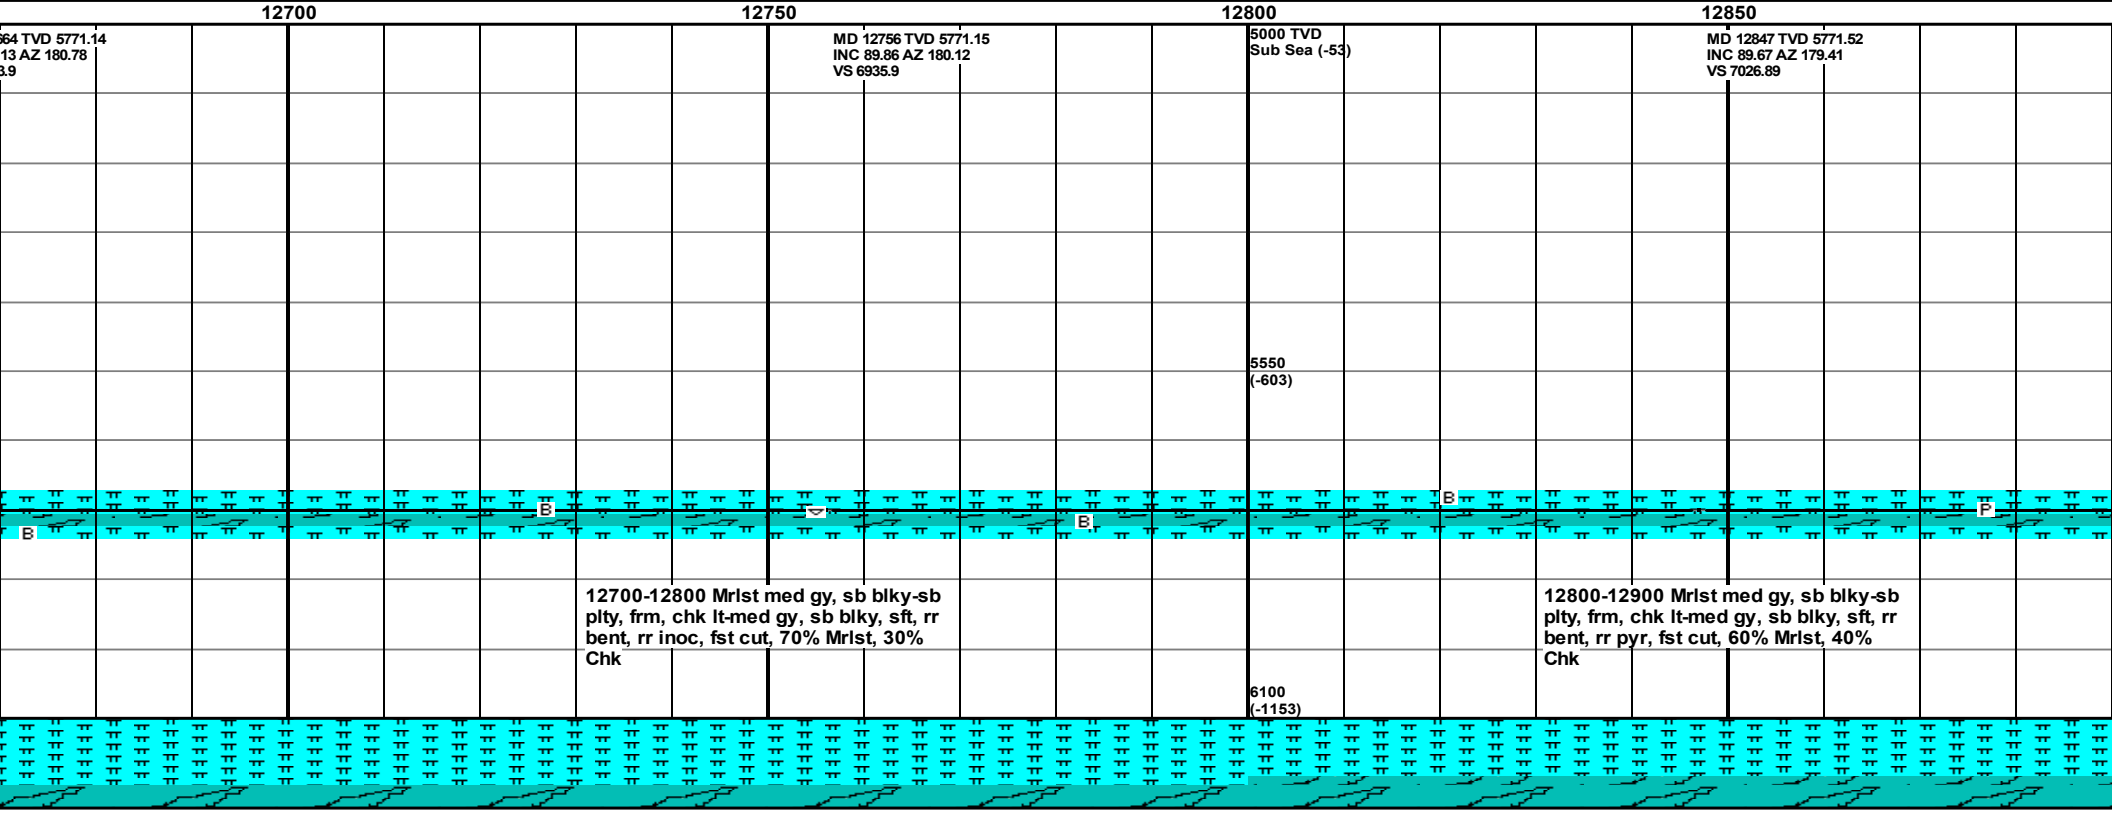 12700 12750 12800 12850
664 TVD 5771.14
13 AZ 180.78
3.9
MD 12756 TVD 5771.15
INC 89.86 AZ 180.12
VS 6935.9
5000 TVD
Sub Sea (-53)
MD 12847 TVD 5771.52
INC 89.67 AZ 179.41
VS 7026.89
5550
(-603)
B
B
B
B
P
12700-12800 Mrlst med gy, sb blky-sb
plty, frm, chk lt-med gy, sb blky, sft, rr
bent, rr inoc, fst cut, 70% Mrlst, 30%
Chk
12800-12900 Mrlst med gy, sb blky-sb
plty, frm, chk lt-med gy, sb blky, sft, rr
bent, rr pyr, fst cut, 60% Mrlst, 40%
Chk
6100
(-1153)